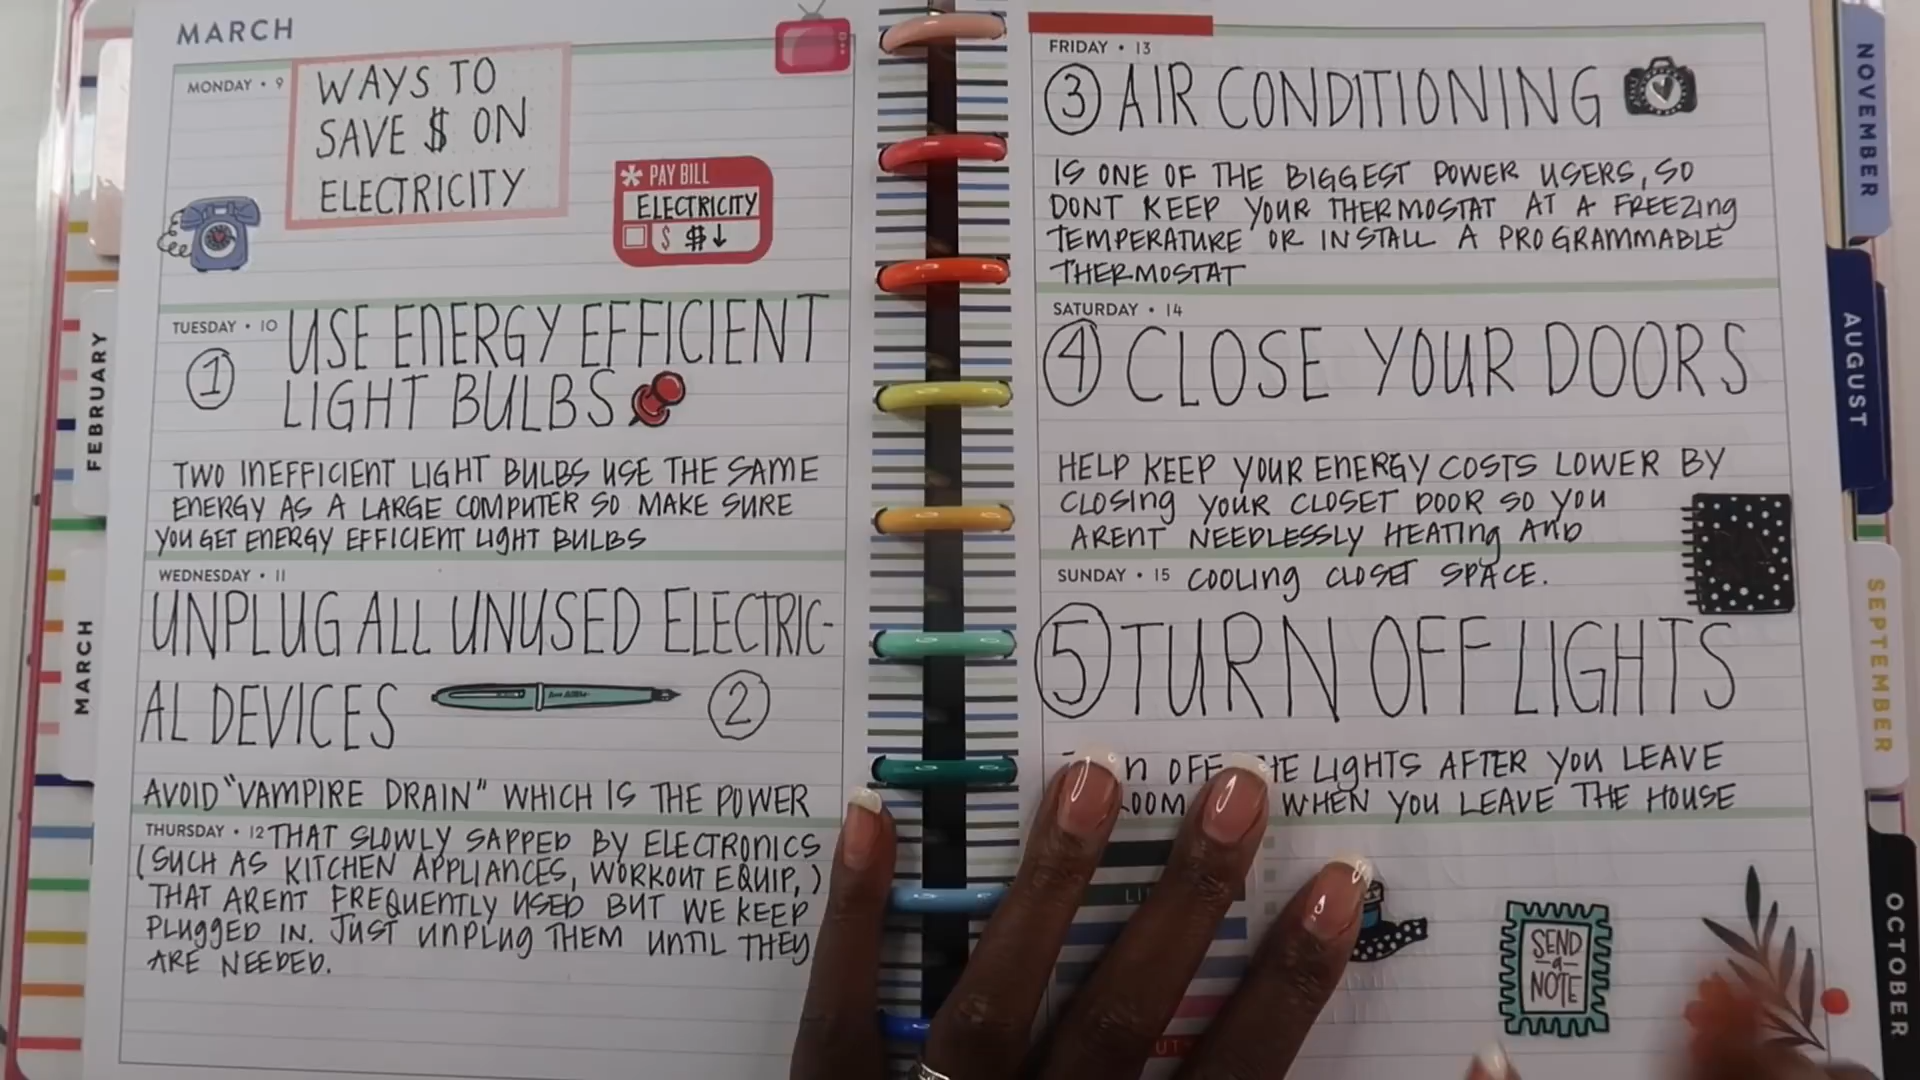 MARCH
MONDAY • 9
WAYS TO
SAVE $ ON
ELECTRICITY
* PAY BILL
ELECTRICITY
$ $↓
TUESDAY • 10
① USE ENERGY EFFICIENT
LIGHT BULBS
TWO INEFFICIENT LIGHT BULBS USE THE SAME
ENERGY AS A LARGE COMPUTER SO MAKE SURE
YOU GET ENERGY EFFICIENT LIGHT BULBS
WEDNESDAY • 11
UNPLUG ALL UNUSED ELECTRIC-
AL DEVICES ②
AVOID "VAMPIRE DRAIN" WHICH IS THE POWER
THURSDAY • 12 THAT SLOWLY SAPPED BY ELECTRONICS
(SUCH AS KITCHEN APPLIANCES, WORKOUT EQUIP,)
THAT ARENT FREQUENTLY USED BUT WE KEEP
PLUGGED IN. JUST UNPLUG THEM UNTIL THEY
ARE NEEDED.
FRIDAY • 13
③ AIR CONDITIONING
IS ONE OF THE BIGGEST POWER USERS, SO
DONT KEEP YOUR THERMOSTAT AT A FREEZING
TEMPERATURE OR INSTALL A PROGRAMMABLE
THERMOSTAT
SATURDAY • 14
④ CLOSE YOUR DOORS
HELP KEEP YOUR ENERGY COSTS LOWER BY
CLOSING YOUR CLOSET DOOR SO YOU
ARENT NEEDLESSLY HEATING AND
SUNDAY • 15 COOLING CLOSET SPACE.
⑤ TURN OFF LIGHTS
OFF LIGHTS AFTER YOU LEAVE
WHEN YOU LEAVE THE HOUSE
SEND
-a-
NOTE
FEBRUARY
MARCH
NOVEMBER
AUGUST
SEPTEMBER
OCTOBER